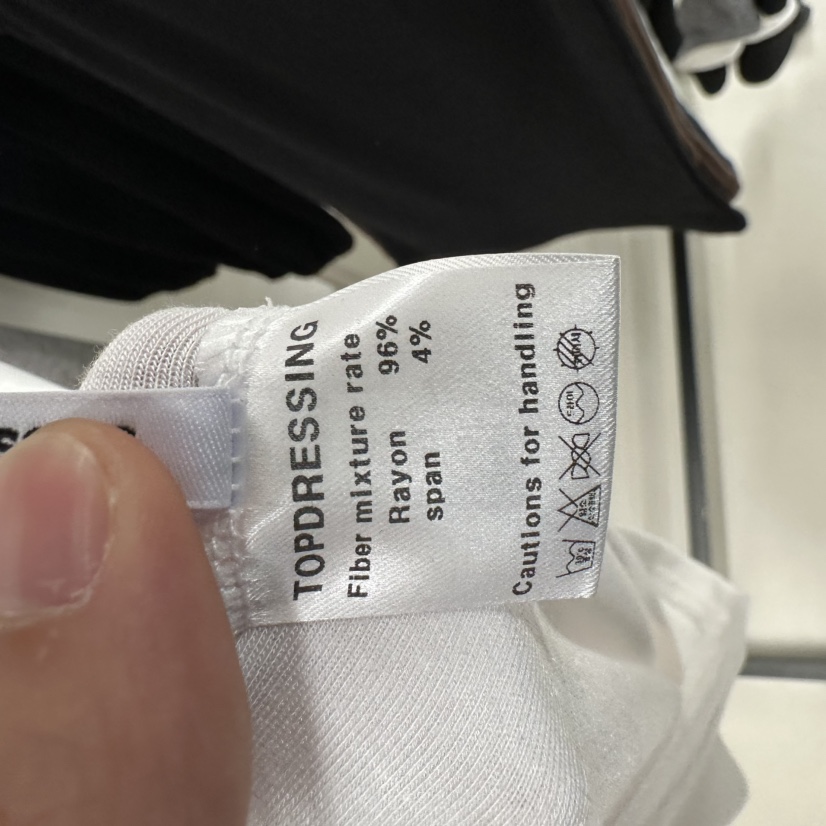 TOPDRESSING
Fiber mixture rate
Rayon 96%
span 4%
Cautions for handling